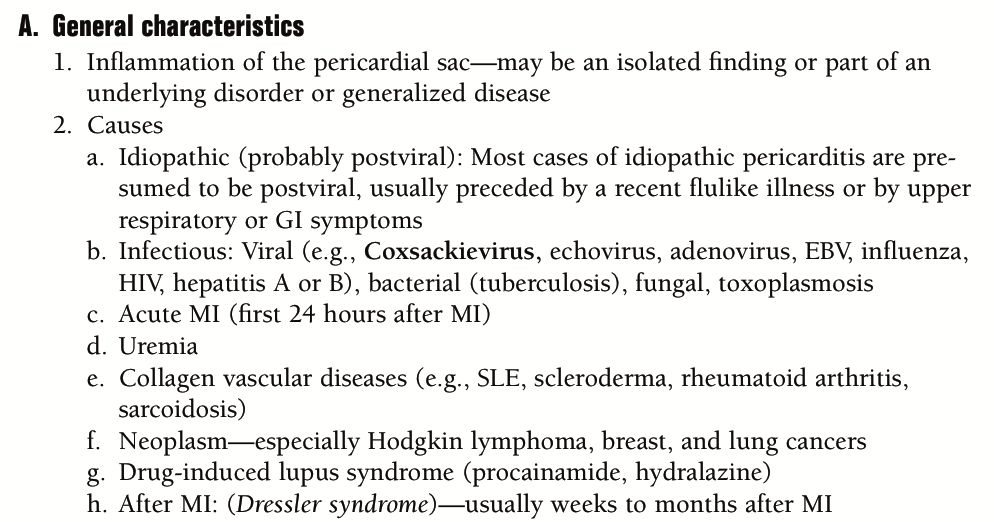 A. General characteristics
1. Inflammation of the pericardial sac—may be an isolated finding or part of an
underlying disorder or generalized disease
2. Causes
a. Idiopathic (probably postviral): Most cases of idiopathic pericarditis are pre-
sumed to be postviral, usually preceded by a recent flulike illness or by upper
respiratory or GI symptoms
b. Infectious: Viral (e.g., Coxsackievirus, echovirus, adenovirus, EBV, influenza,
HIV, hepatitis A or B), bacterial (tuberculosis), fungal, toxoplasmosis
c. Acute MI (first 24 hours after MI)
d. Uremia
e. Collagen vascular diseases (e.g., SLE, scleroderma, rheumatoid arthritis,
sarcoidosis)
f. Neoplasm—especially Hodgkin lymphoma, breast, and lung cancers
g. Drug-induced lupus syndrome (procainamide, hydralazine)
h. After MI: (Dressler syndrome)—usually weeks to months after MI